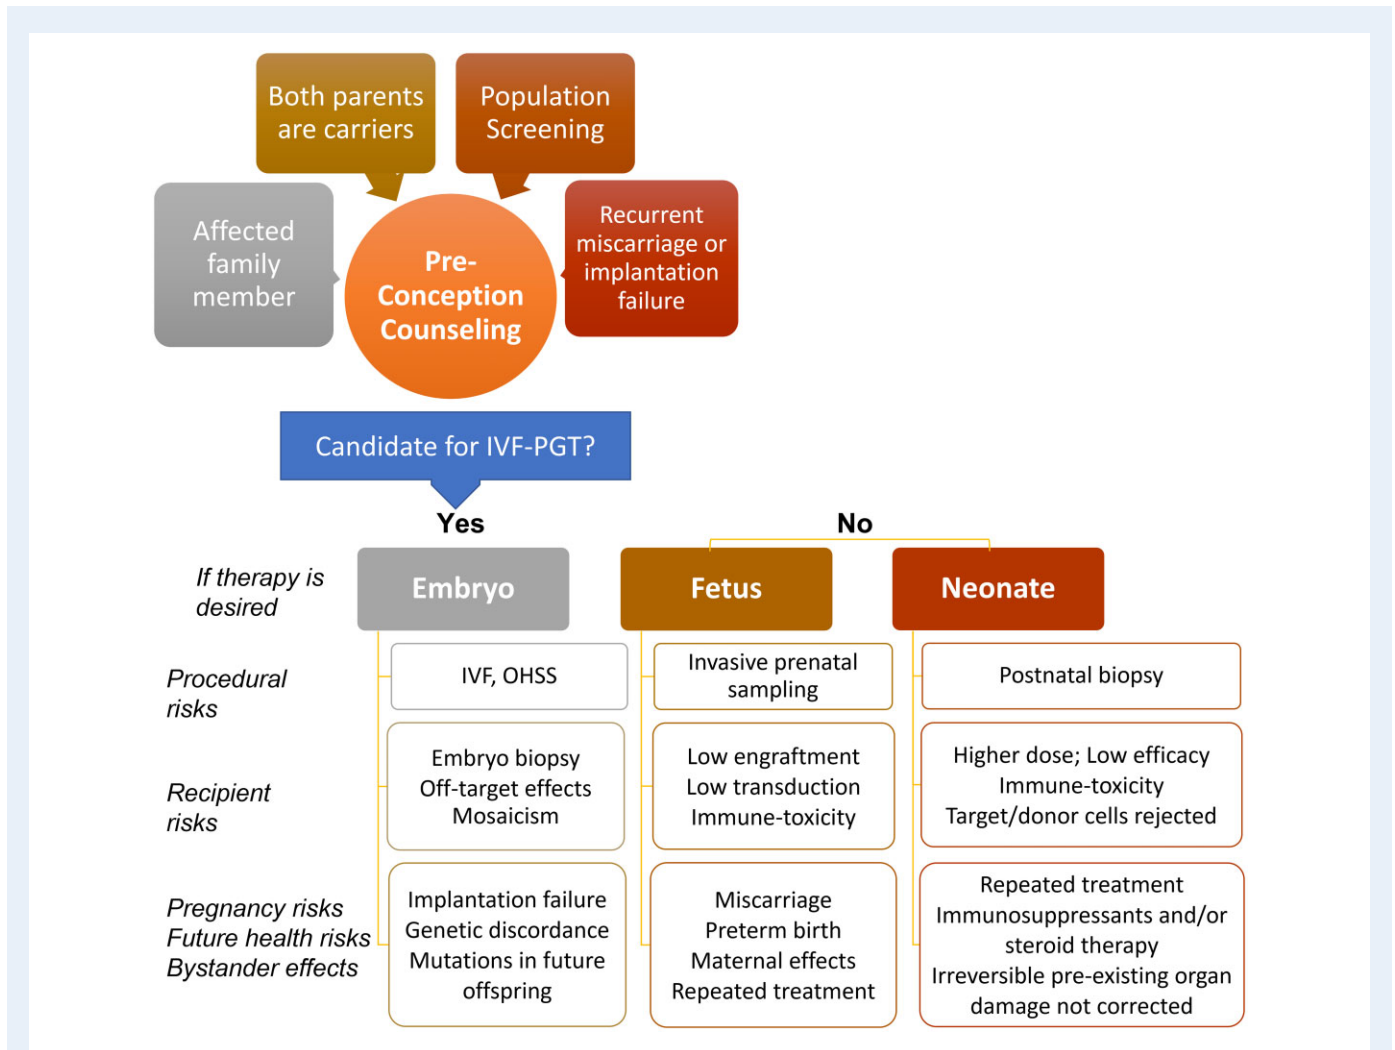 Both parents
are carriers
Population
Screening
Affected
family
member
Recurrent
miscarriage or
implantation
failure
Pre-
Conception
Counseling
Candidate for IVF-PGT?
Yes
No
If therapy is
desired
Embryo
Fetus
Neonate
Procedural
risks
IVF, OHSS
Invasive prenatal
sampling
Postnatal biopsy
Recipient
risks
Embryo biopsy
Off-target effects
Mosaicism
Low engraftment
Low transduction
Immune-toxicity
Higher dose; Low efficacy
Immune-toxicity
Target/donor cells rejected
Pregnancy risks
Future health risks
Bystander effects
Implantation failure
Genetic discordance
Mutations in future
offspring
Miscarriage
Preterm birth
Maternal effects
Repeated treatment
Repeated treatment
Immunosuppressants and/or
steroid therapy
Irreversible pre-existing organ
damage not corrected